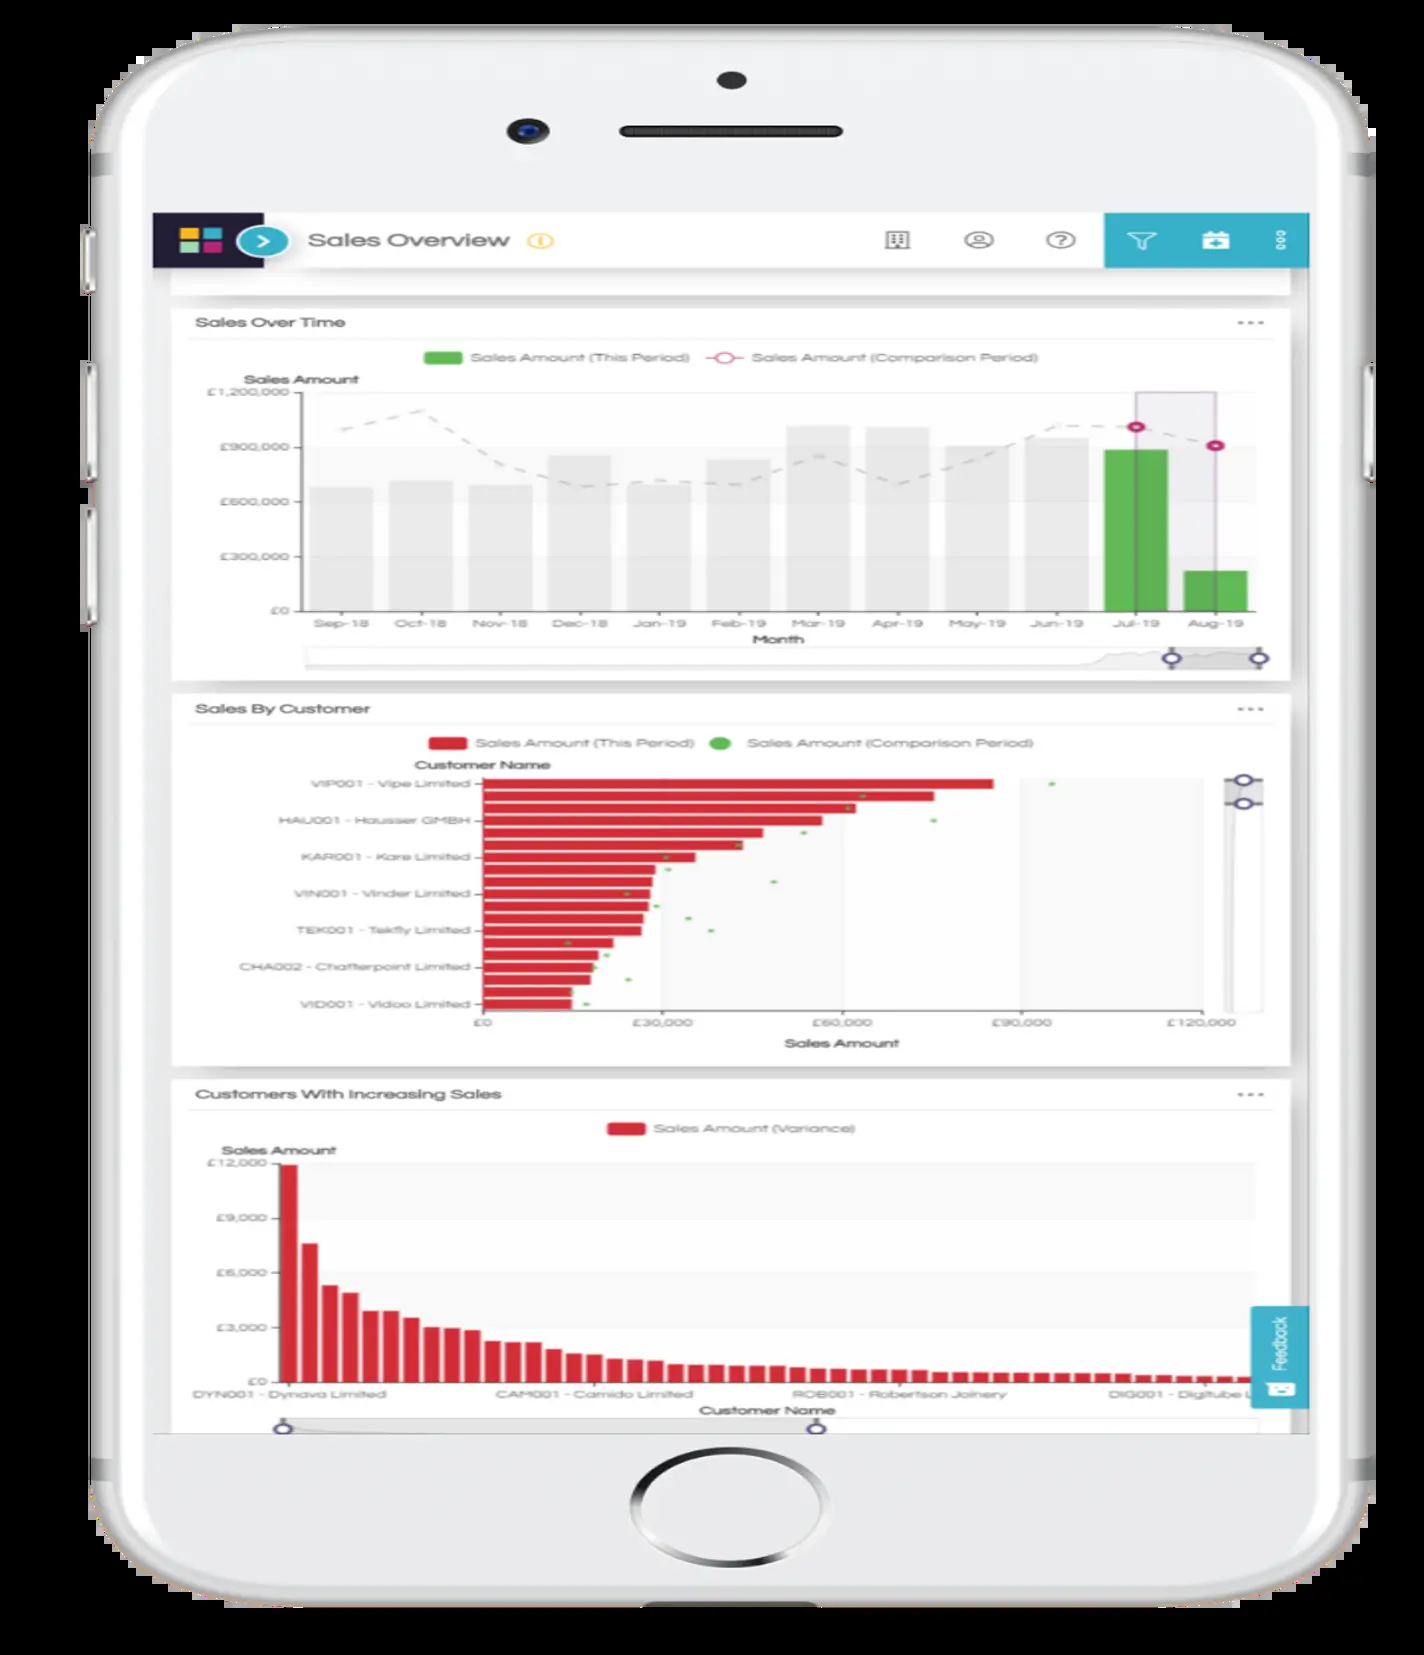 Sales Overview
Sales Over Time
Sales Amount (This Period) Sales Amount (Comparison Period)
Sales Amount
£1,200,000
£900,000
£600,000
£300,000
£0
Sep-18 Oct-18 Nov-18 Dec-18 Jan-19 Feb-19 Mar-19 Apr-19 May-19 Jun-19 Jul-19 Aug-19
Month
Sales By Customer
Sales Amount (This Period) Sales Amount (Comparison Period)
Customer Name
VIP001 - Vipe Limited
HAU001 - Hausser GMBH
KAR001 - Kare Limited
VIN001 - Vinder Limited
TEK001 - Tekfly Limited
CHA002 - Chatterpoint Limited
VID001 - Vidoo Limited
£0 £30,000 £60,000 £90,000 £120,000
Sales Amount
Customers With Increasing Sales
Sales Amount (Variance)
Sales Amount
£12,000
£9,000
£6,000
£3,000
£0
DYN001 - Dynava Limited CAM001 - Camido Limited ROB001 - Robertson Joinery DIG001 - Digitube L
Customer Name
Feedback